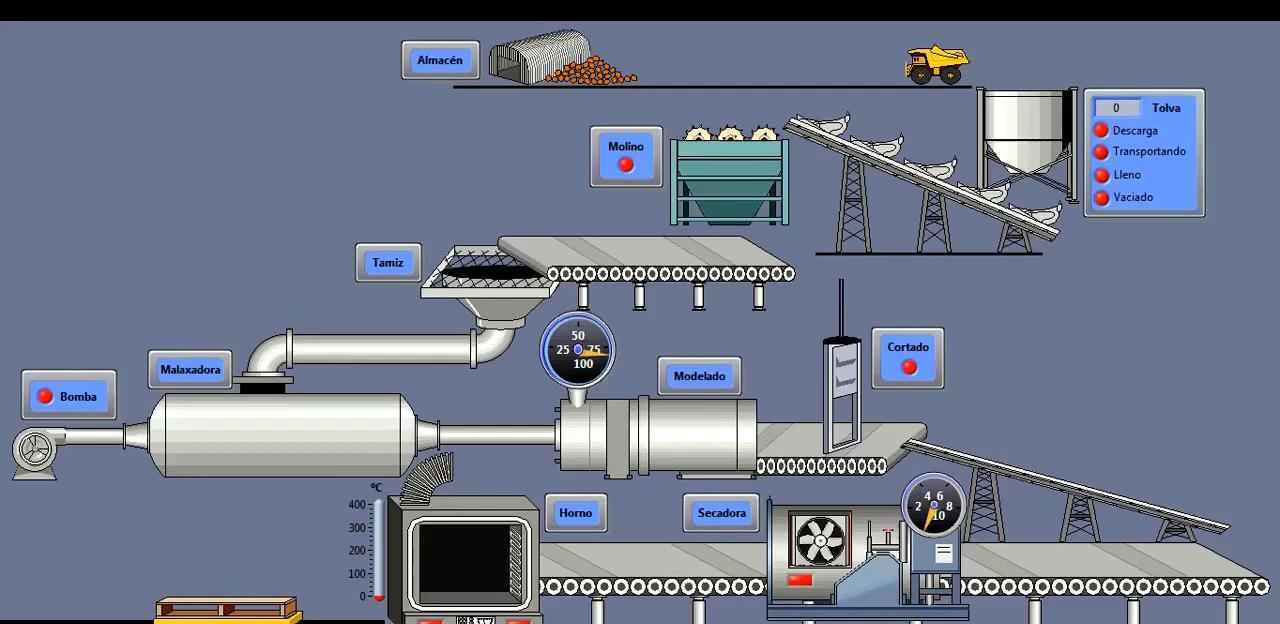 Almacén
0 Tolva
Descarga
Transportando
Lleno
Vaciado
Molino
Tamiz
50
25 75
100
Cortado
Malaxadora
Modelado
Bomba
°C
400
300
200
100
0
Horno
Secadora
4 6
2 8
10